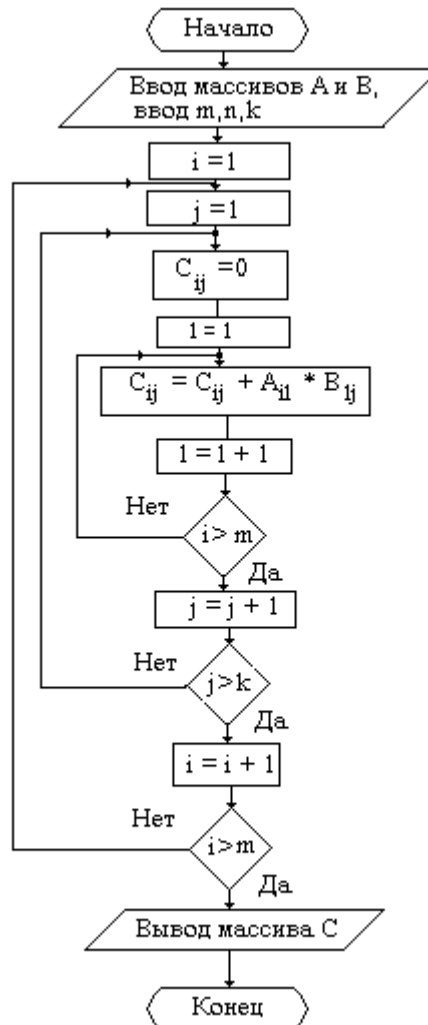 Начало
Ввод массивов А и В,
ввод m,n,k
i =1
j =1
C_ij =0
1 = 1
C_ij = C_ij + A_i1 * B_1j
1 = 1 + 1
Нет
i> m
Да
j = j + 1
Нет
j>k
Да
i = i + 1
Нет
i>m
Да
Вывод массива С
Конец